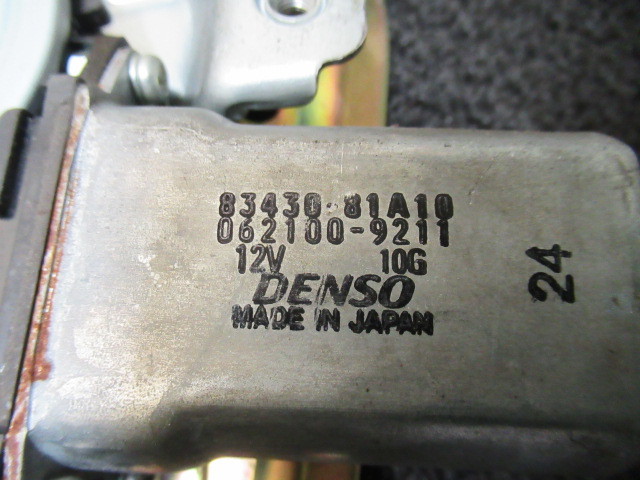 83430-81A10
062100-9211
12V 10G
DENSO
MADE IN JAPAN
24